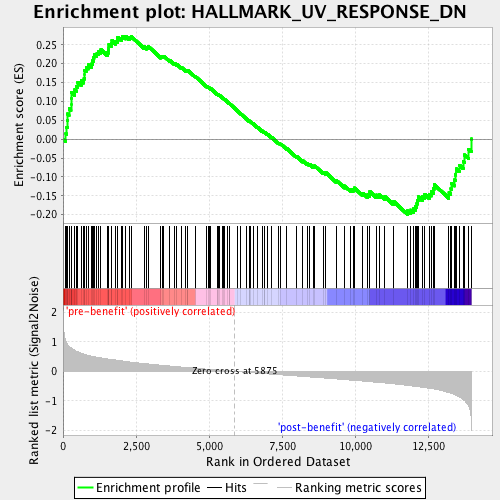 Enrichment plot: HALLMARK_UV_RESPONSE_DN
Enrichment score (ES)
0.25
0.20
0.15
0.10
0.05
0.00
-0.05
-0.10
-0.15
-0.20
'pre-benefit' (positively correlated)
Ranked list metric (Signal2Noise)
2
1
0
-1
-2
Zero cross at 5875
'post-benefit' (negatively correlated)
0
2,500
5,000
7,500
10,000
12,500
Rank in Ordered Dataset
Enrichment profile
Hits
Ranking metric scores